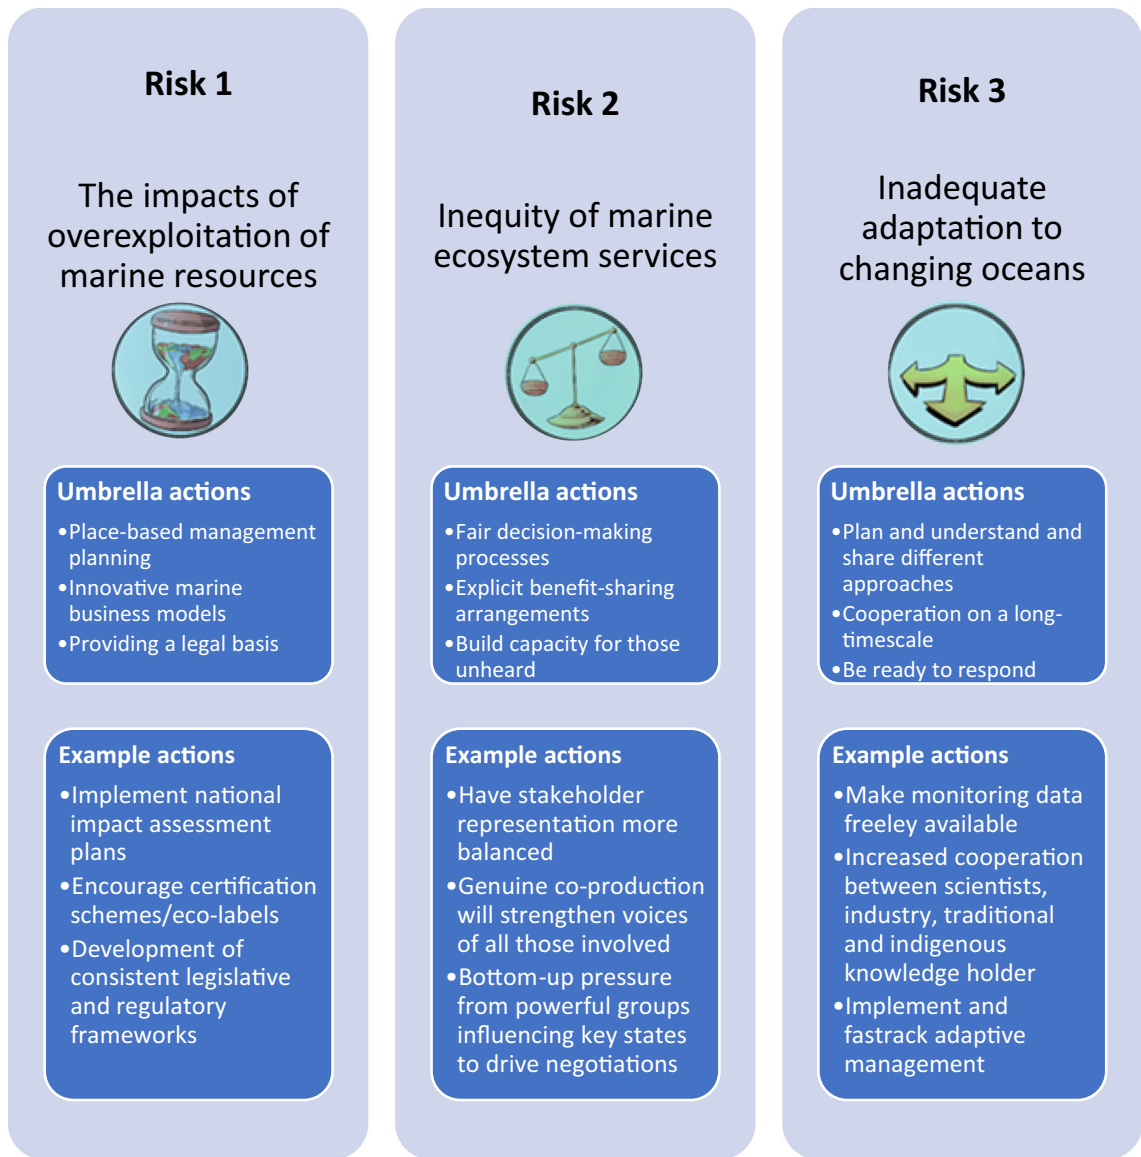 Risk 1
The impacts of
overexploitation of
marine resources
Umbrella actions
•Place-based management
planning
•Innovative marine
business models
•Providing a legal basis
Example actions
•Implement national
impact assessment
plans
•Encourage certification
schemes/eco-labels
•Development of
consistent legislative
and regulatory
frameworks
Risk 2
Inequity of marine
ecosystem services
Umbrella actions
•Fair decision-making
processes
•Explicit benefit-sharing
arrangements
•Build capacity for those
unheard
Example actions
•Have stakeholder
representation more
balanced
•Genuine co-production
will strengthen voices
of all those involved
•Bottom-up pressure
from powerful groups
influencing key states
to drive negotiations
Risk 3
Inadequate
adaptation to
changing oceans
Umbrella actions
•Plan and understand and
share different
approaches
•Cooperation on a long-
timescale
•Be ready to respond
Example actions
•Make monitoring data
freeley available
•Increased cooperation
between scientists,
industry, traditional
and indigenous
knowledge holder
•Implement and
fastrack adaptive
management